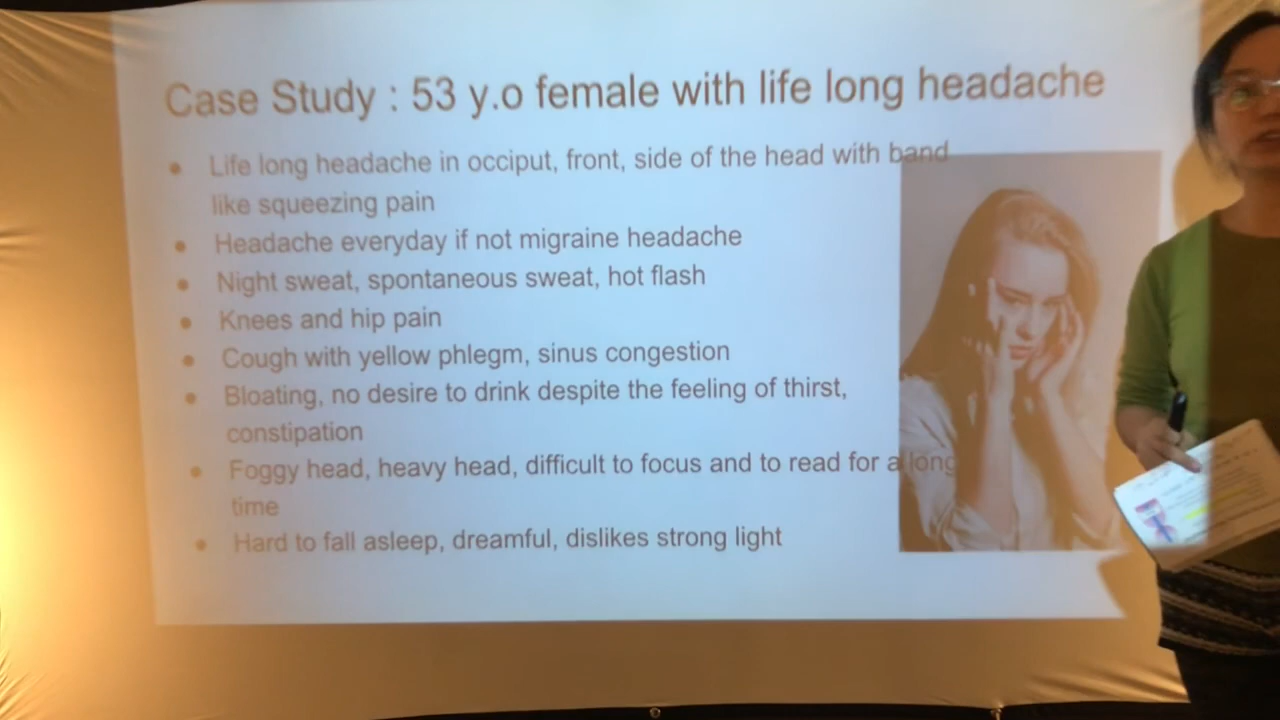 Case Study : 53 y.o female with life long headache
● Life long headache in occiput, front, side of the head with band
like squeezing pain
● Headache everyday if not migraine headache
● Night sweat, spontaneous sweat, hot flash
● Knees and hip pain
● Cough with yellow phlegm, sinus congestion
● Bloating, no desire to drink despite the feeling of thirst,
constipation
● Foggy head, heavy head, difficult to focus and to read for a long
time
● Hard to fall asleep, dreamful, dislikes strong light